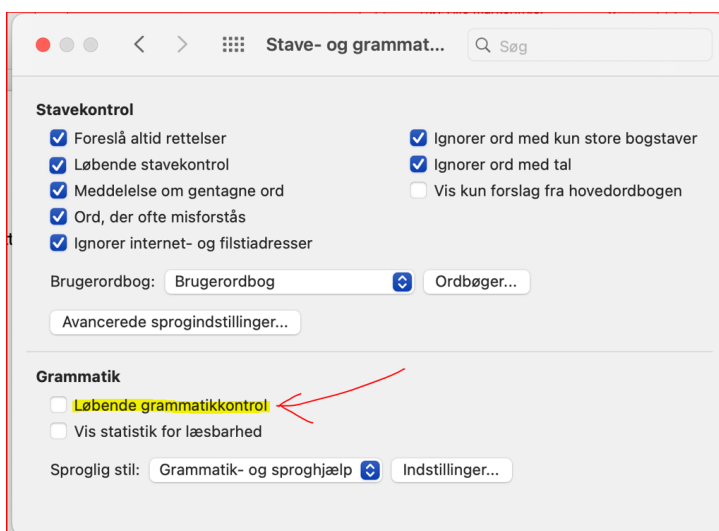 Stave- og grammat...
Søg
Stavekontrol
Foreslå altid rettelser
Løbende stavekontrol
Meddelelse om gentagne ord
Ord, der ofte misforstås
Ignorer internet- og filstiadresser
Ignorer ord med kun store bogstaver
Ignorer ord med tal
Vis kun forslag fra hovedordbogen
Brugerordbog: Brugerordbog Ordbøger...
Avancerede sprogindstillinger...
Grammatik
Løbende grammatikkontrol
Vis statistik for læsbarhed
Sproglig stil: Grammatik- og sproghjælp Indstillinger...